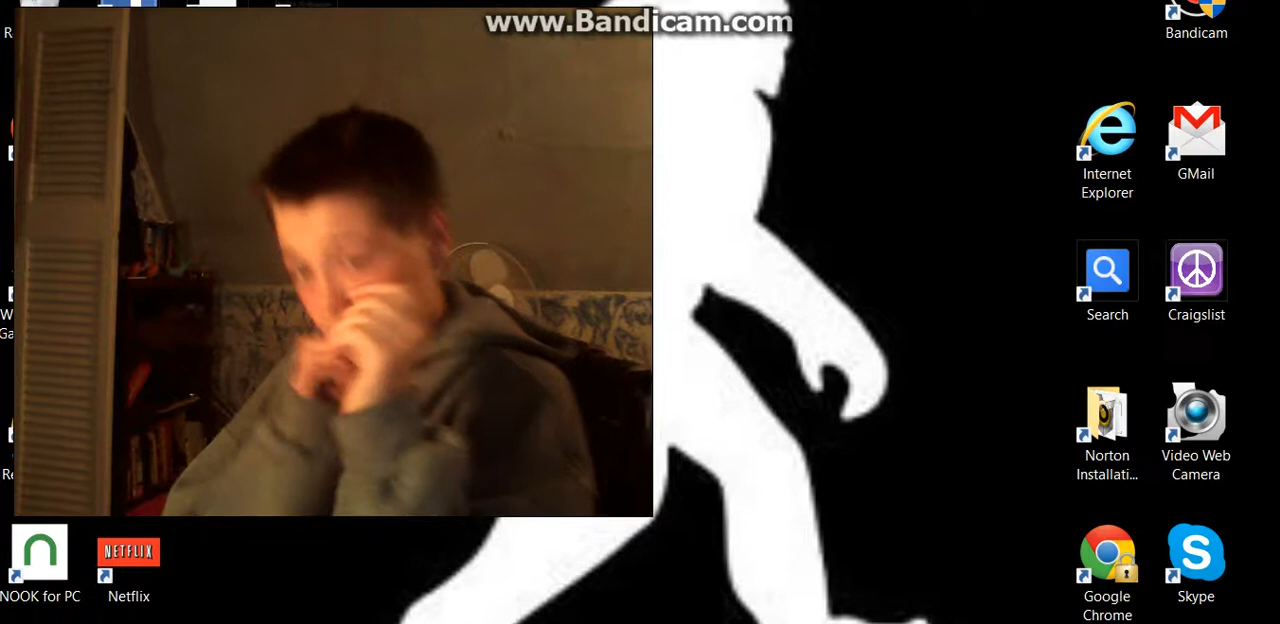 www.Bandicam.com
Bandicam
Internet
Explorer
GMail
Search
Craigslist
Norton
Installati...
Video Web
Camera
NETFLIX
NOOK for PC
Netflix
Google
Chrome
Skype